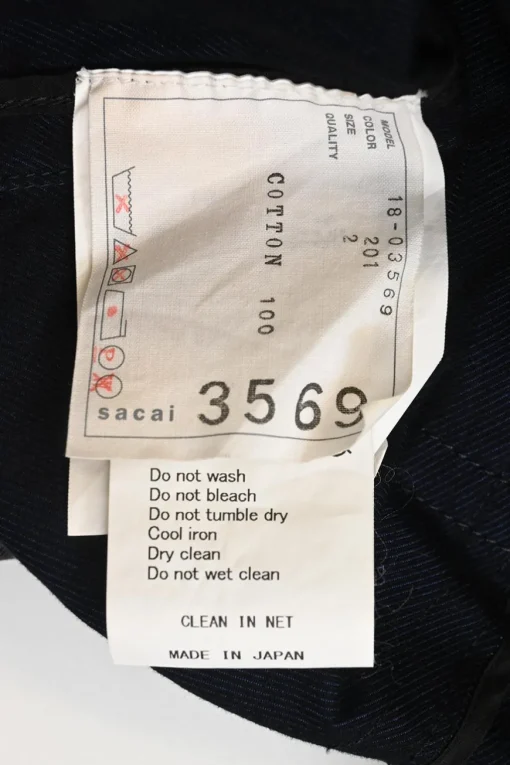 MODEL 18-03569
COLOR 201
SIZE 2
QUALITY
COTTON 100
P
W
sacai 3569
Do not wash
Do not bleach
Do not tumble dry
Cool iron
Dry clean
Do not wet clean
CLEAN IN NET
MADE IN JAPAN